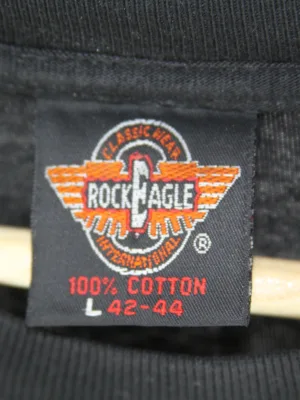 CLASSIC WEAR
ROCK EAGLE
INTERNATIONAL
®
100% COTTON
L 42-44